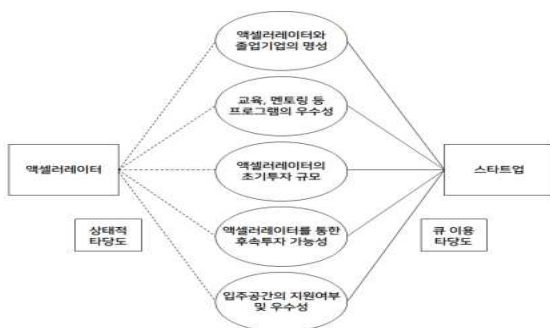 액셀러레이터와
졸업기업의 명성
교육, 멘토링 등
프로그램의 우수성
액셀러레이터
액셀러레이터의
초기투자 규모
스타트업
상태적
타당도
액셀러레이터를 통한
후속투자 가능성
큐 이용
타당도
입주공간의 지원여부
및 우수성